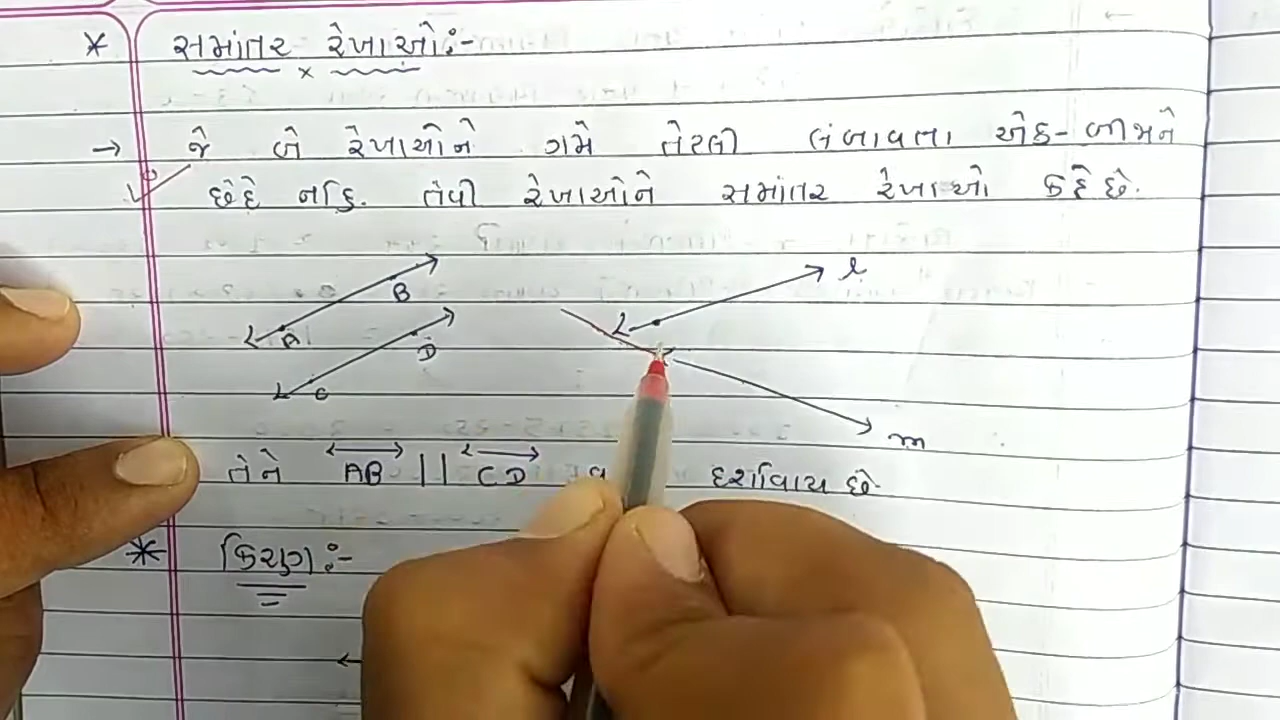 * સમાંતર રેખાઓ:-
x
→ જે બે રેખાઓને ગમે તેટલી લંબાવતા એક-બીજાને
છેદે નહિ. તેવી રેખાઓને સમાંતર રેખાઓ કહે છે.
B l
A
D
C
m
તેને AB || CD વ દર્શાવાય છે
* કિરણ:-